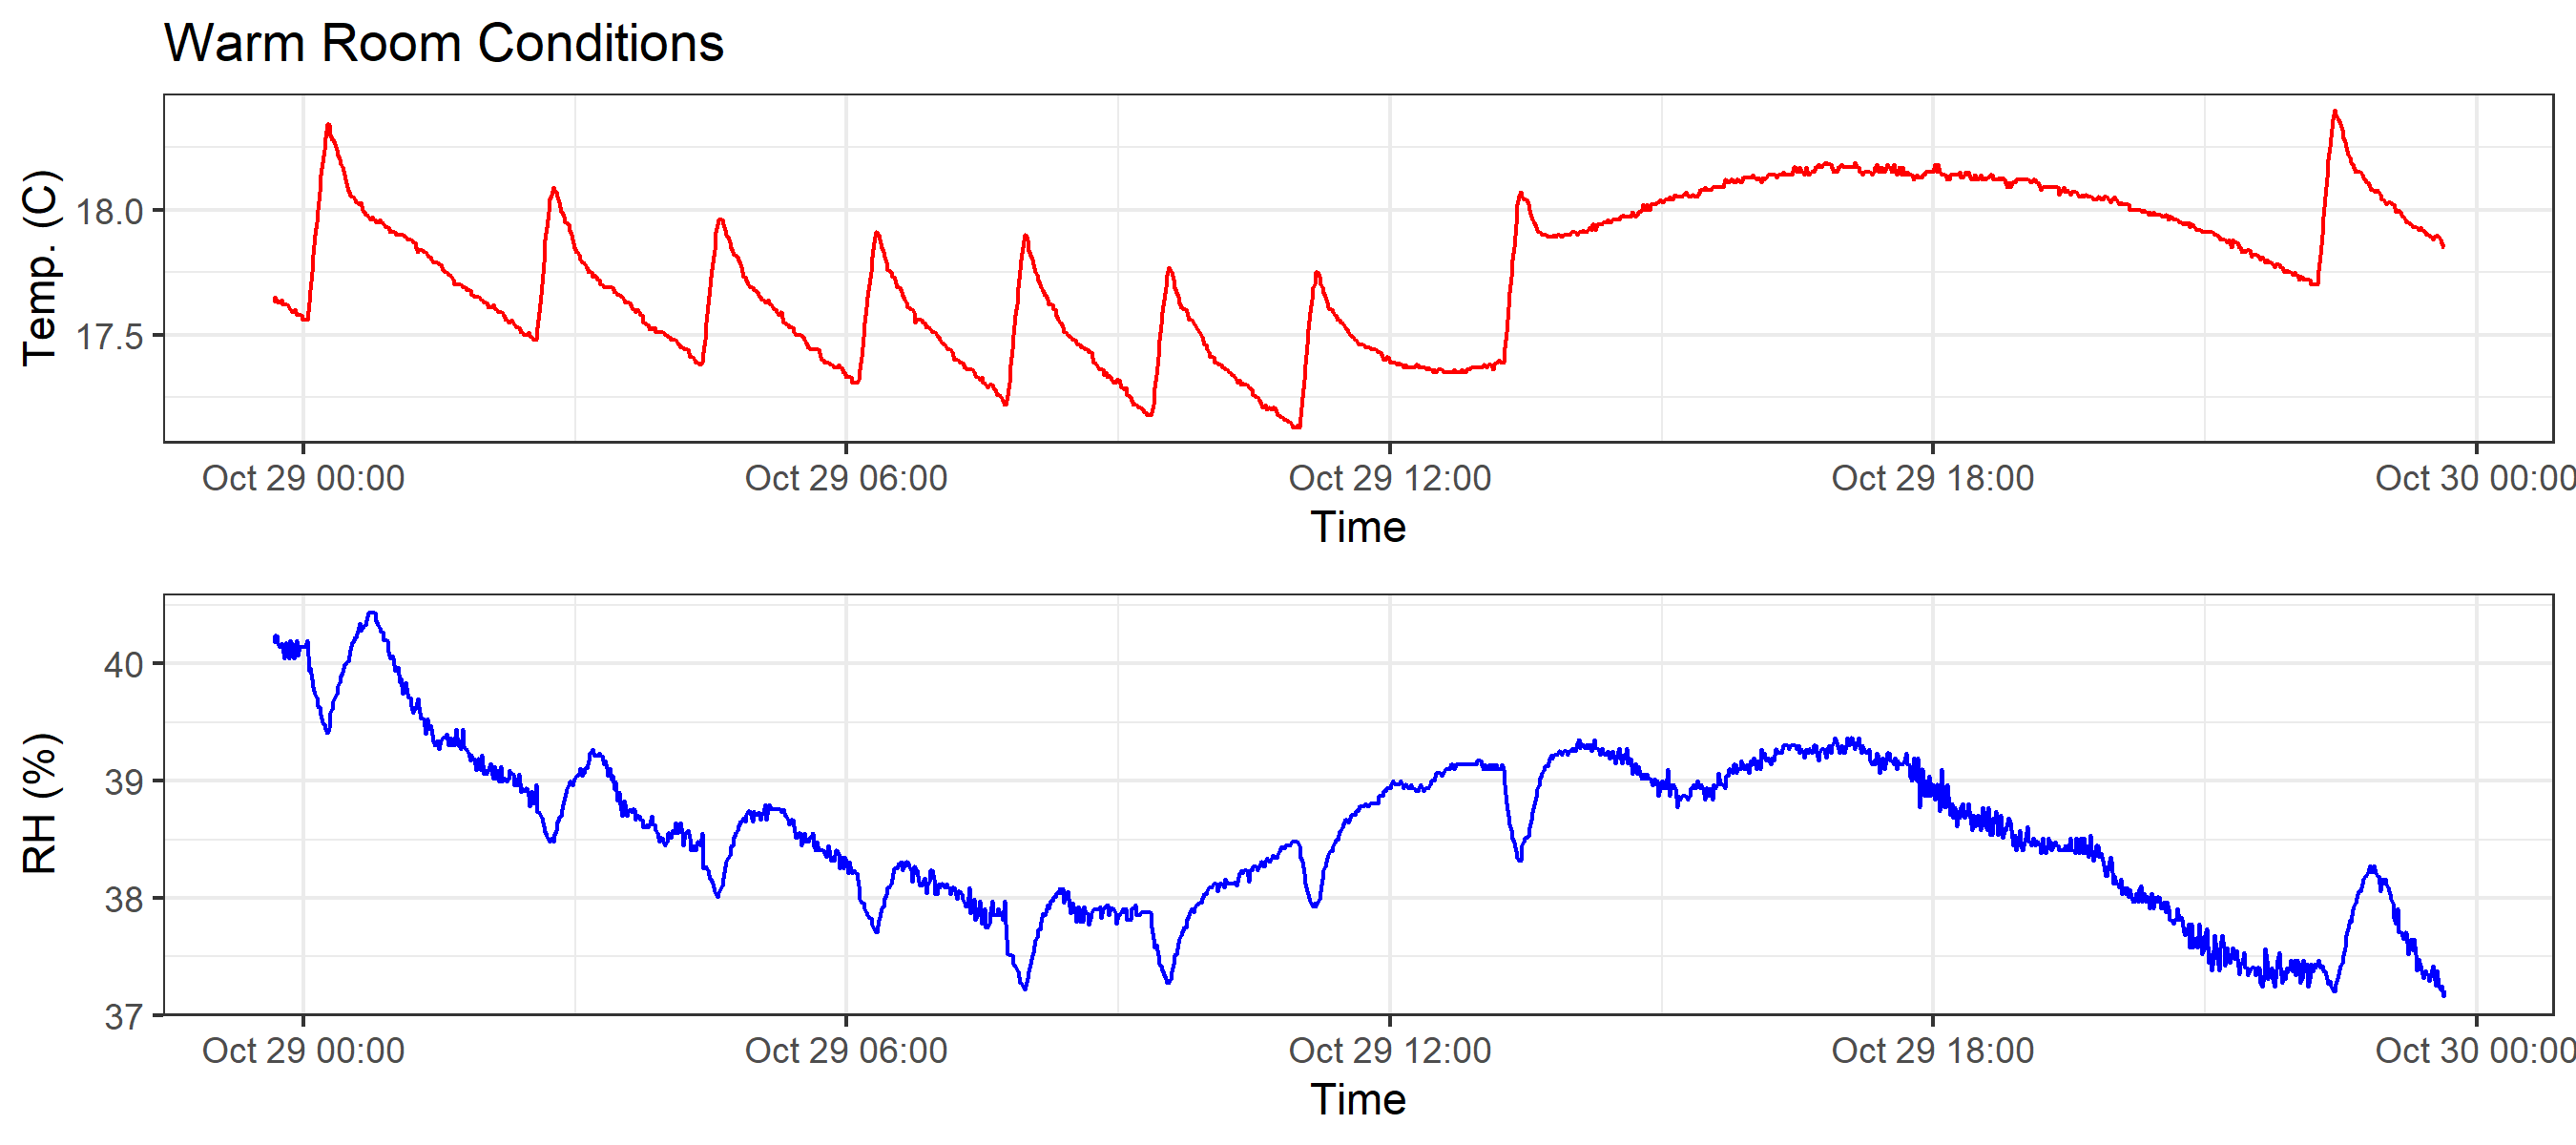 Warm Room Conditions
Temp. (C)
18.0
17.5
Oct 29 00:00 Oct 29 06:00 Oct 29 12:00 Oct 29 18:00 Oct 30 00:00
Time
RH (%)
40
39
38
37
Oct 29 00:00 Oct 29 06:00 Oct 29 12:00 Oct 29 18:00 Oct 30 00:00
Time